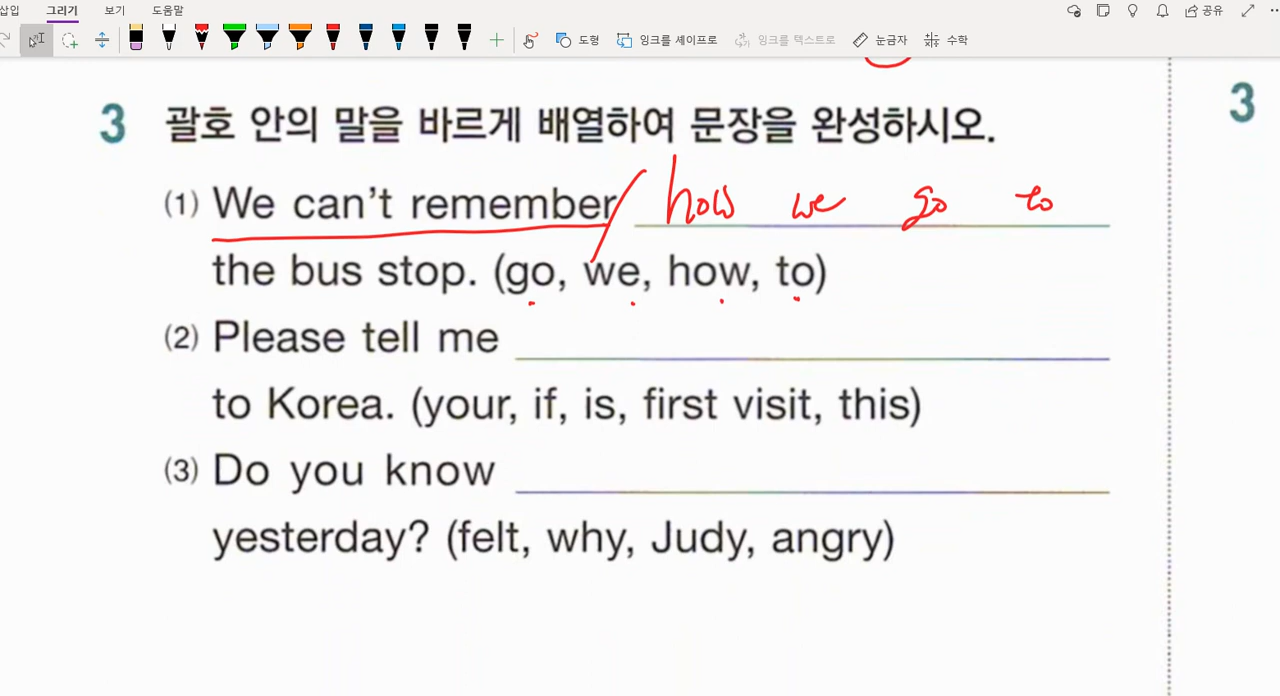 삽입 그리기 보기 도움말 공유
도형 잉크를 셰이프로 잉크를 텍스트로 눈금자 수학
3 괄호 안의 말을 바르게 배열하여 문장을 완성하시오.
(1) We can't remember / how we go to
the bus stop. (go, we, how, to)
(2) Please tell me
to Korea. (your, if, is, first visit, this)
(3) Do you know
yesterday? (felt, why, Judy, angry)
3